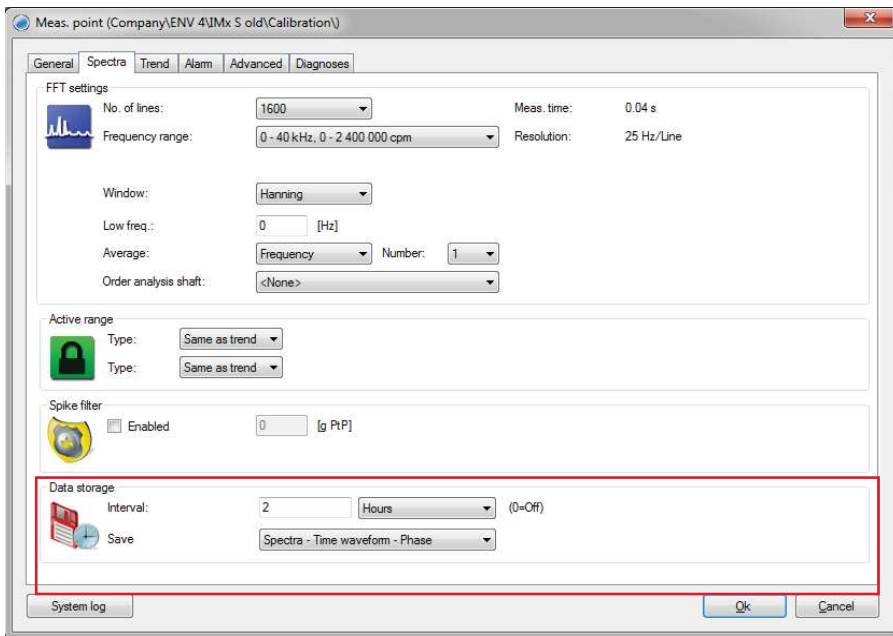 Meas. point (Company\ENV 4\IMx S old\Calibration\)
General Spectra Trend Alarm Advanced Diagnoses
FFT settings
No. of lines: 1600 Meas. time: 0.04 s
Frequency range: 0 - 40 kHz, 0 - 2 400 000 cpm Resolution: 25 Hz/Line
Window: Hanning
Low freq.: 0 [Hz]
Average: Frequency Number: 1
Order analysis shaft: <None>
Active range
Type: Same as trend
Type: Same as trend
Spike filter
Enabled 0 [g PtP]
Data storage
Interval: 2 Hours (0=Off)
Save Spectra - Time waveform - Phase
System log Ok Cancel